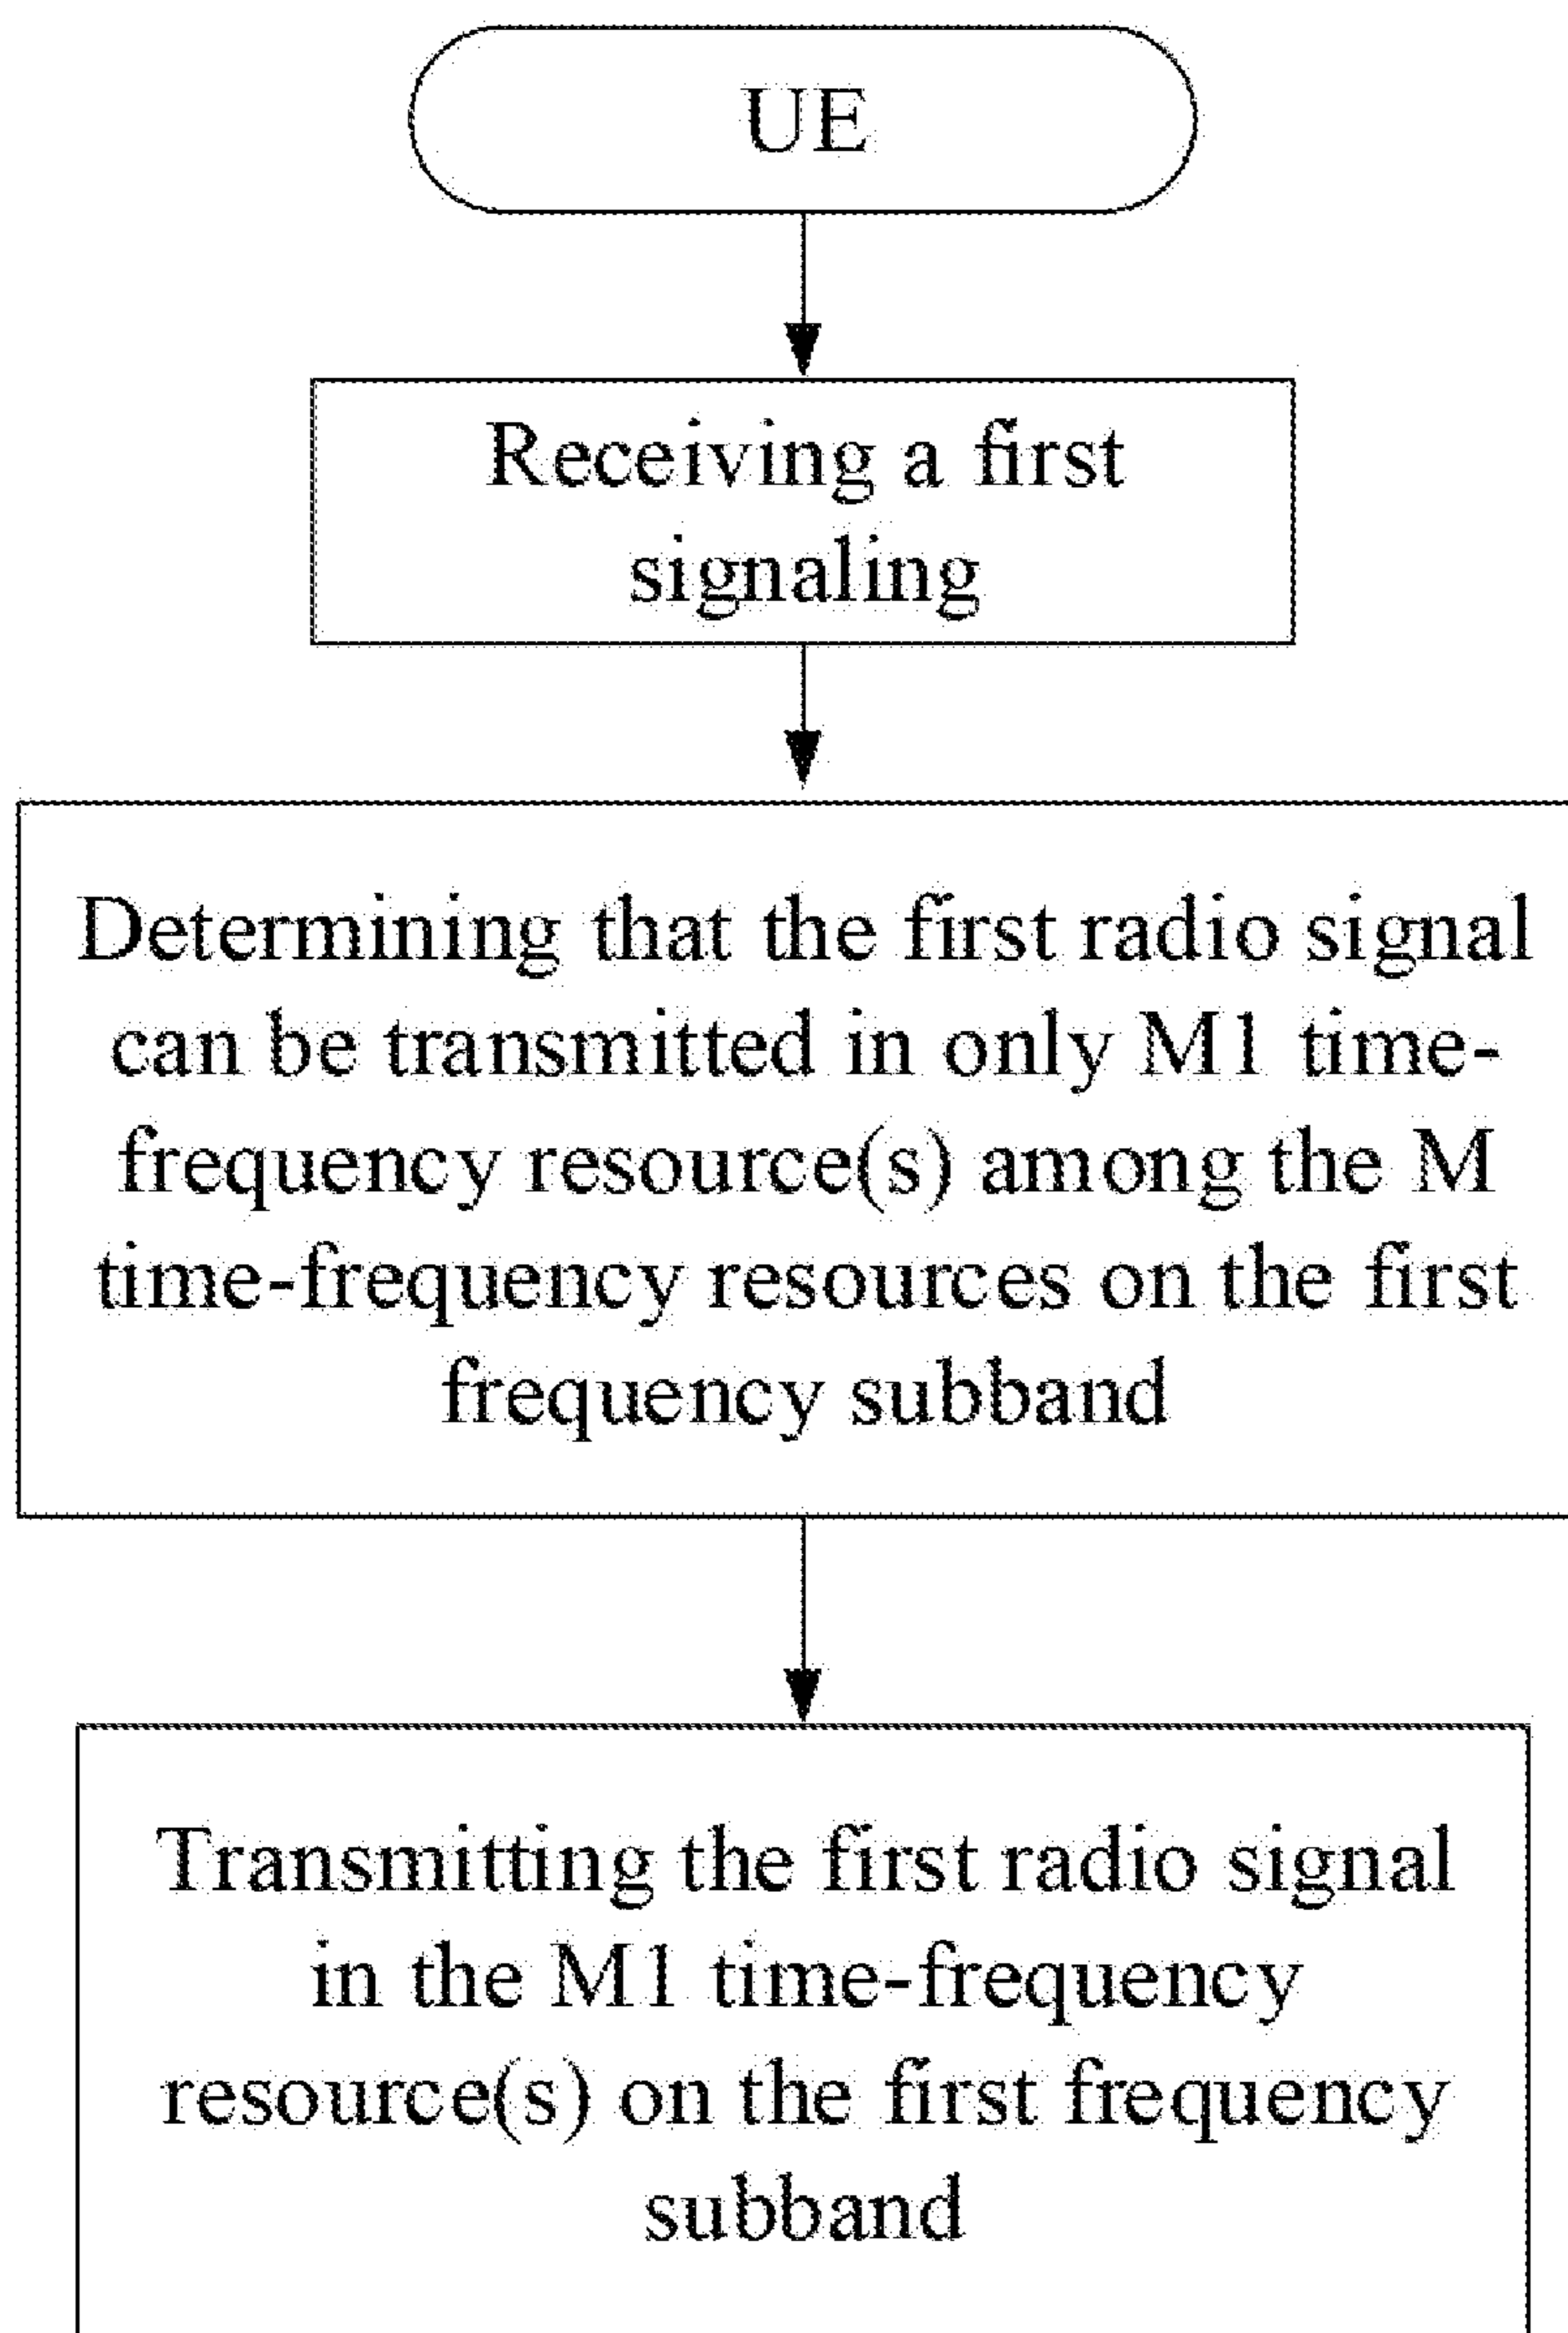 UE
Receiving a first
signaling
Determining that the first radio signal
can be transmitted in only M1 time-
frequency resource(s) among the M
time-frequency resources on the first
frequency subband
Transmitting the first radio signal
in the M1 time-frequency
resource(s) on the first frequency
subband